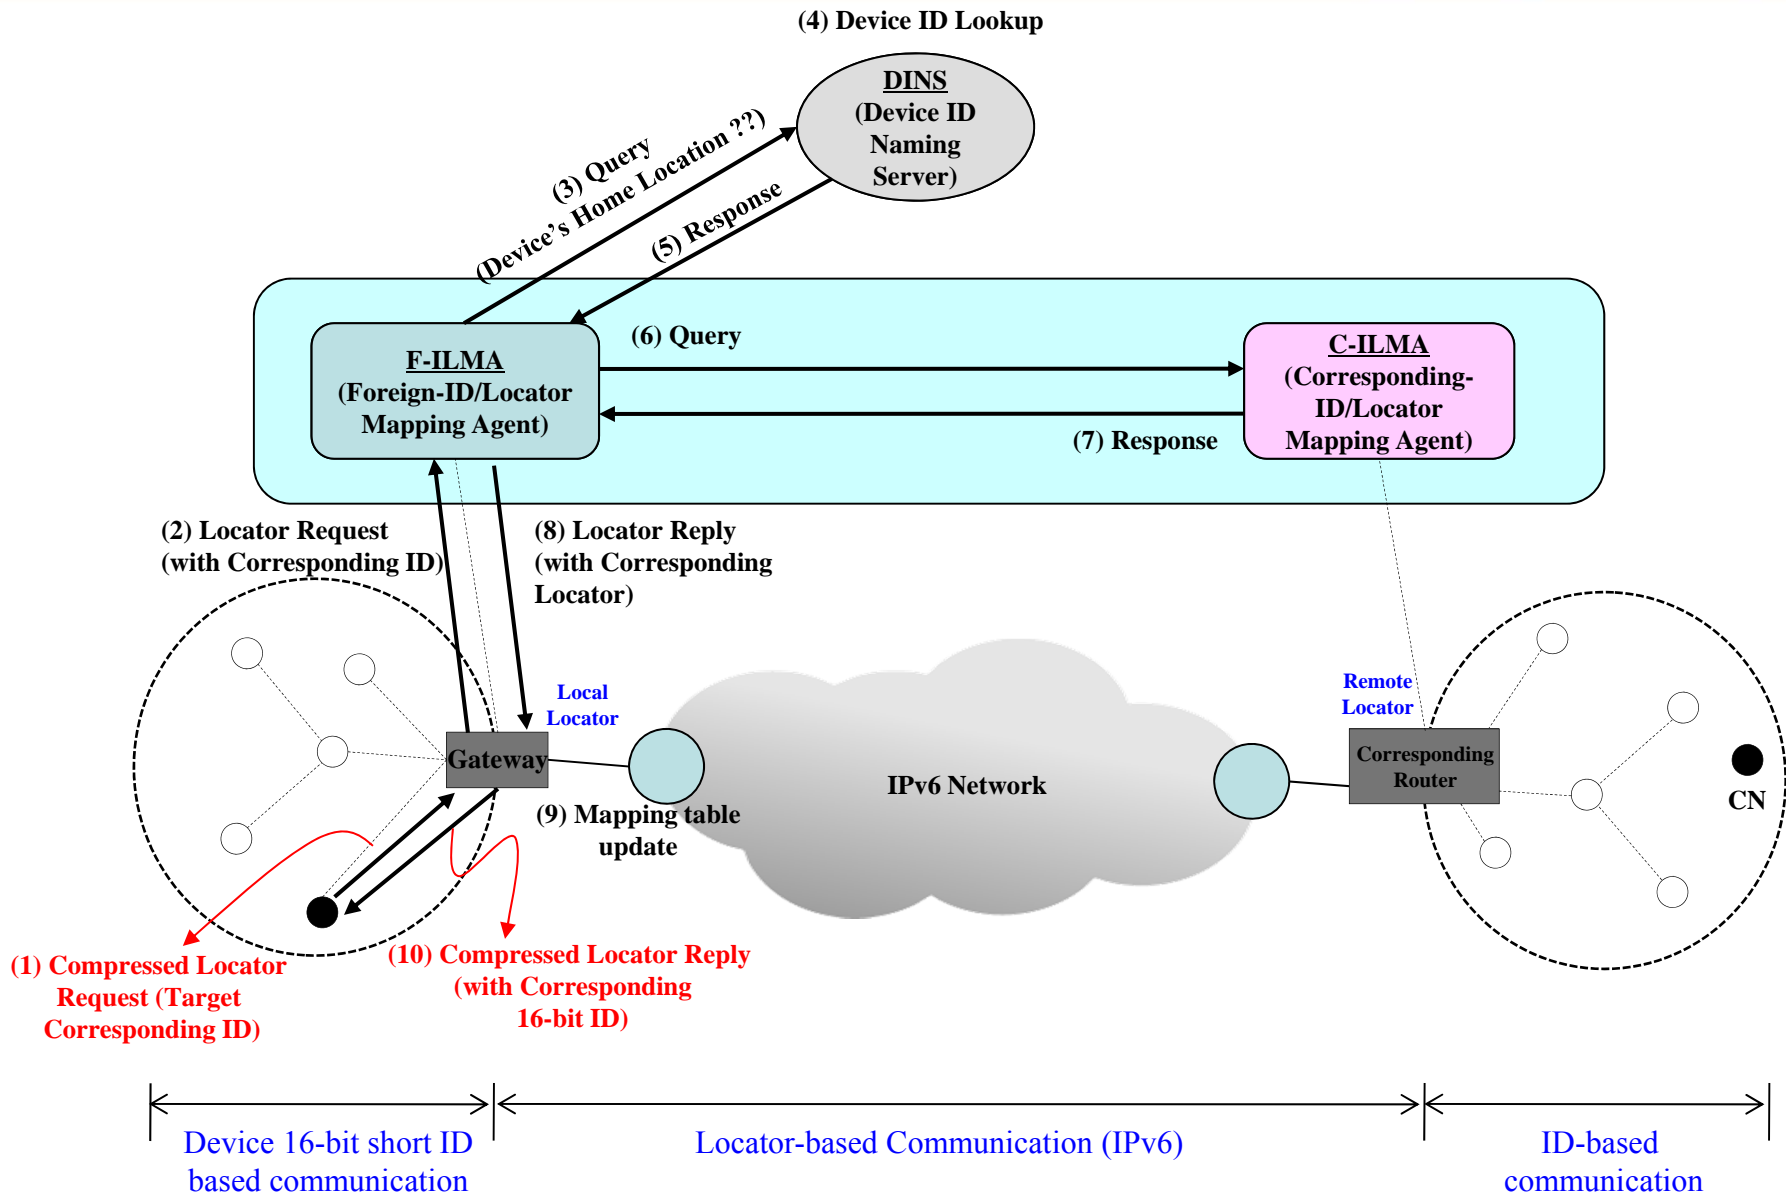 (4) Device ID Lookup
DINS
(Device ID
Naming
Server)
(3) Query
(Device’s Home Location ??)
(5) Response
(6) Query
F-ILMA
(Foreign-ID/Locator
Mapping Agent)
C-ILMA
(Corresponding-
ID/Locator
Mapping Agent)
(7) Response
(2) Locator Request
(with Corresponding ID)
(8) Locator Reply
(with Corresponding
Locator)
Local
Locator
Remote
Locator
Gateway
IPv6 Network
Corresponding
Router
CN
(9) Mapping table
update
(1) Compressed Locator
Request (Target
Corresponding ID)
(10) Compressed Locator Reply
(with Corresponding
16-bit ID)
Device 16-bit short ID
based communication
Locator-based Communication (IPv6)
ID-based
communication